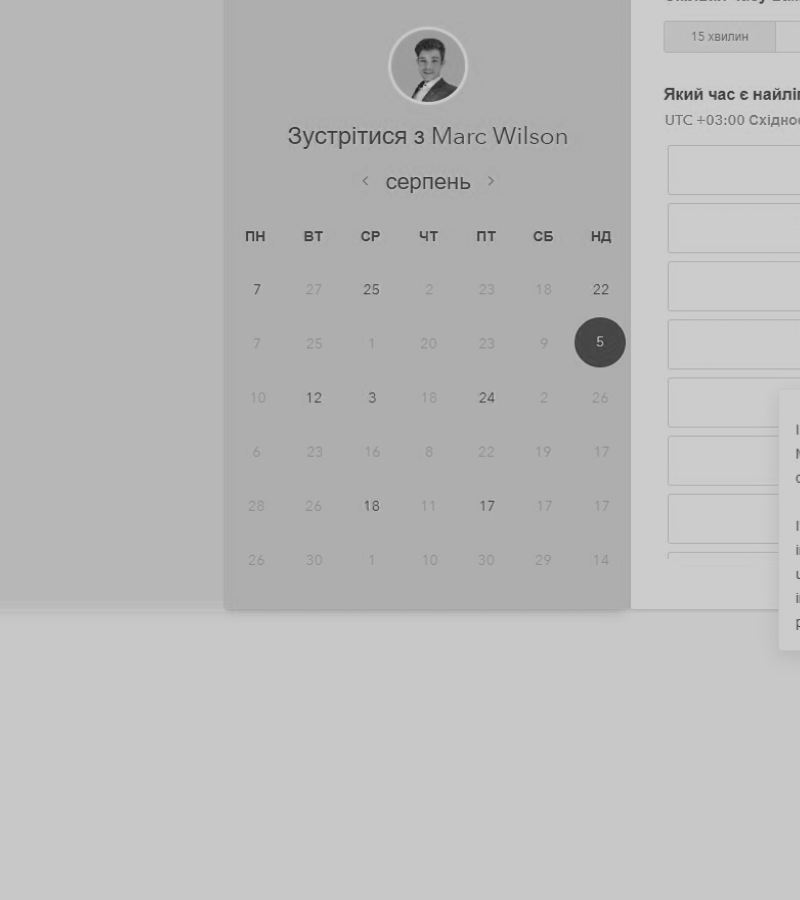 15 хвилин
Який час є найлі
UTC +03:00 Східно
Зустрітися з Marc Wilson
серпень
ПН ВТ СР ЧТ ПТ СБ НД
7 27 25 2 23 18 22
7 25 1 20 23 9 5
10 12 3 18 24 2 26
6 23 16 8 22 19 17
28 26 18 11 17 17 17
26 30 1 10 30 29 14